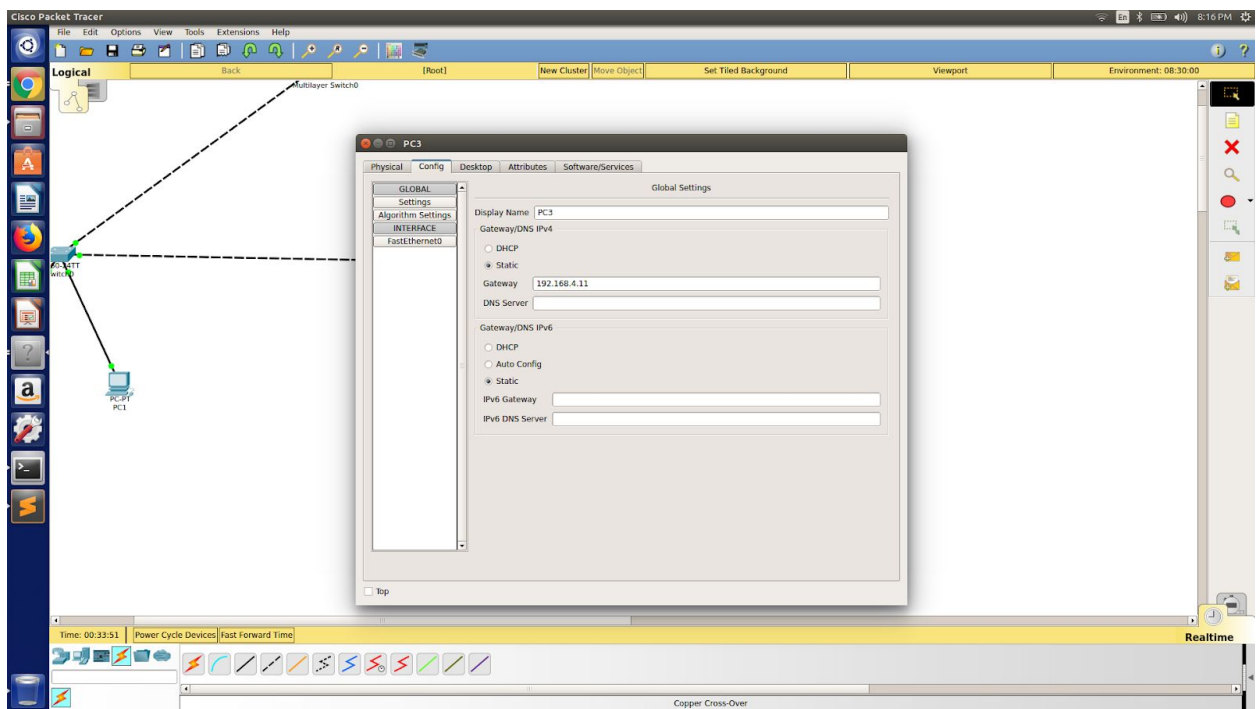 Cisco Packet Tracer
En
8:16 PM
File Edit Options View Tools Extensions Help
Logical
Back
[Root]
New Cluster
Move Object
Set Tiled Background
Viewport
Environment: 08:30:00
Multilayer Switch0
PC3
Physical Config Desktop Attributes Software/Services
GLOBAL
Settings
Algorithm Settings
INTERFACE
FastEthernet0
Global Settings
Display Name PC3
Gateway/DNS IPv4
DHCP
Static
Gateway 192.168.4.11
DNS Server
Gateway/DNS IPv6
DHCP
Auto Config
Static
IPv6 Gateway
IPv6 DNS Server
Top
PC-PT
PC1
Time: 00:33:51
Power Cycle Devices
Fast Forward Time
Realtime
Copper Cross-Over